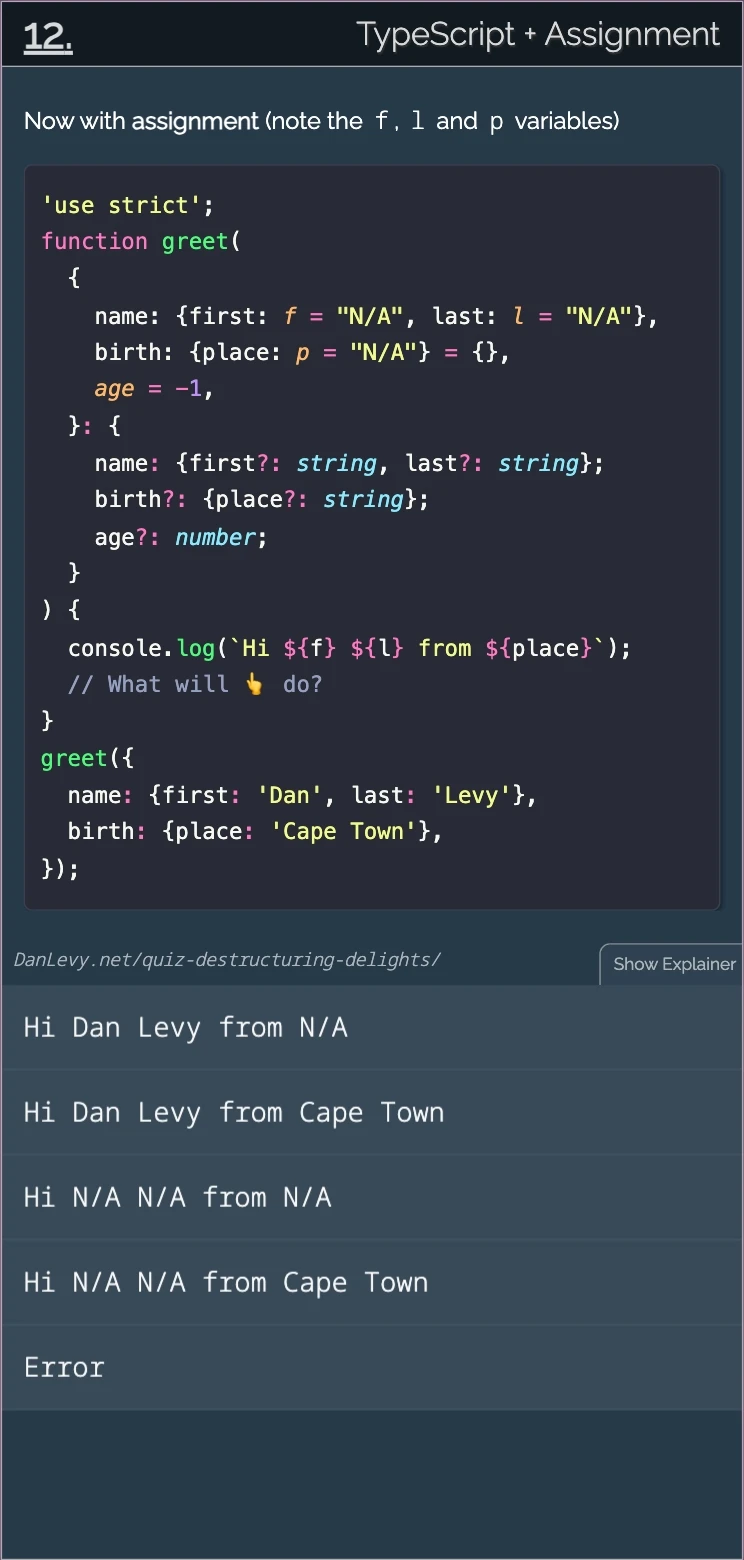 12.
TypeScript + Assignment
Now with assignment (note the f, l and p variables)
'use strict';
function greet(
  {
    name: {first: f = "N/A", last: l = "N/A"},
    birth: {place: p = "N/A"} = {},
    age = -1,
  }: {
    name: {first?: string, last?: string};
    birth?: {place?: string};
    age?: number;
  }
) {
  console.log(`Hi ${f} ${l} from ${place}`);
  // What will 👆 do?
}
greet({
  name: {first: 'Dan', last: 'Levy'},
  birth: {place: 'Cape Town'},
});
DanLevy.net/quiz-destructuring-delights/
Show Explainer
Hi Dan Levy from N/A
Hi Dan Levy from Cape Town
Hi N/A N/A from N/A
Hi N/A N/A from Cape Town
Error